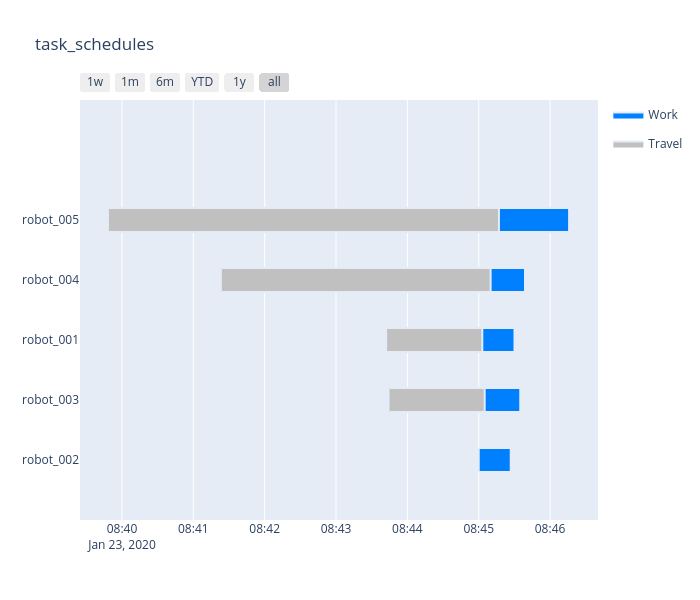 task_schedules
1w 1m 6m YTD 1y all
Work
Travel
robot_005
robot_004
robot_001
robot_003
robot_002
08:40 08:41 08:42 08:43 08:44 08:45 08:46
Jan 23, 2020